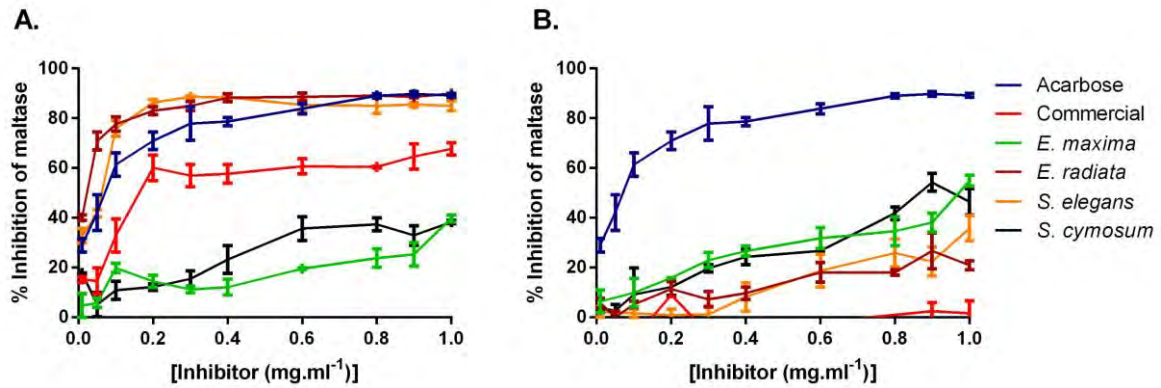 A.
% Inhibition of maltase
100
80
60
40
20
0
0.0 0.2 0.4 0.6 0.8 1.0
[Inhibitor (mg.ml⁻¹)]
B.
% Inhibition of maltase
100
80
60
40
20
0
0.0 0.2 0.4 0.6 0.8 1.0
[Inhibitor (mg.ml⁻¹)]
Acarbose
Commercial
E. maxima
E. radiata
S. elegans
S. cymosum